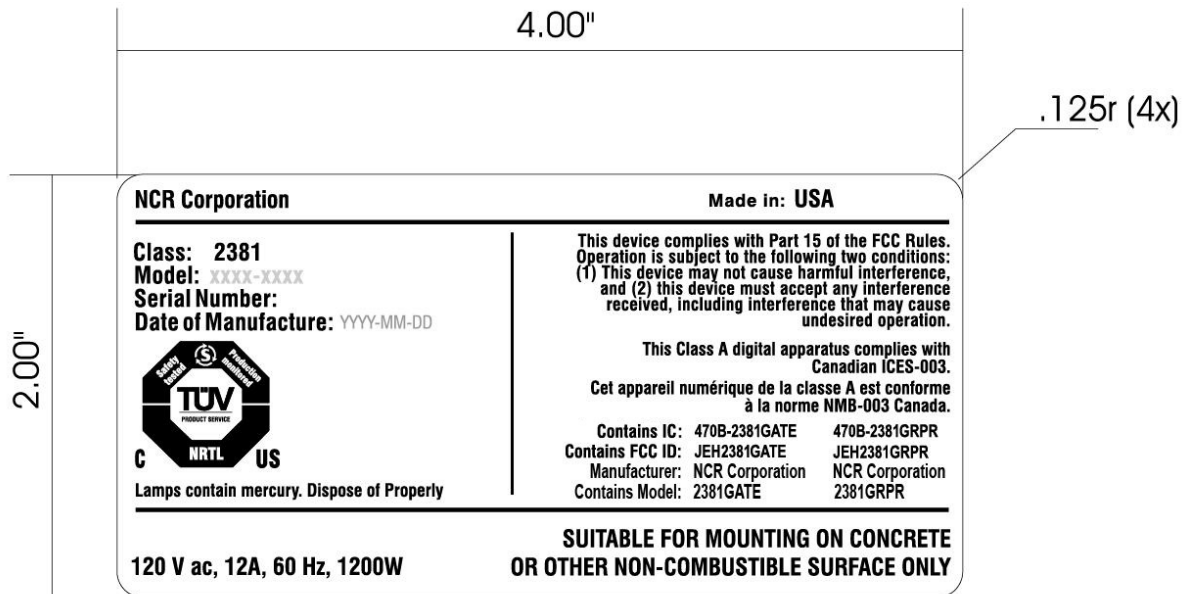 4.00"
.125r (4x)
2.00"
NCR Corporation
Made in: USA
Class: 2381
Model: XXXX-XXXX
Serial Number:
Date of Manufacture: YYYY-MM-DD
Safety tested
S
Production monitored
TÜV
PRODUCT SERVICE
NRTL
C US
Lamps contain mercury. Dispose of Properly
This device complies with Part 15 of the FCC Rules.
Operation is subject to the following two conditions:
(1) This device may not cause harmful interference,
and (2) this device must accept any interference
received, including interference that may cause
undesired operation.
This Class A digital apparatus complies with
Canadian ICES-003.
Cet appareil numérique de la classe A est conforme
à la norme NMB-003 Canada.
Contains IC: 470B-2381GATE 470B-2381GRPR
Contains FCC ID: JEH2381GATE JEH2381GRPR
Manufacturer: NCR Corporation NCR Corporation
Contains Model: 2381GATE 2381GRPR
120 V ac, 12A, 60 Hz, 1200W
SUITABLE FOR MOUNTING ON CONCRETE
OR OTHER NON-COMBUSTIBLE SURFACE ONLY